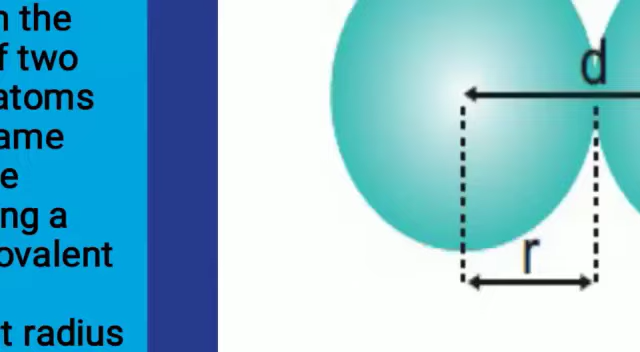 n the
f two
atoms
ame
e
ng a
ovalent
t radius
d
r